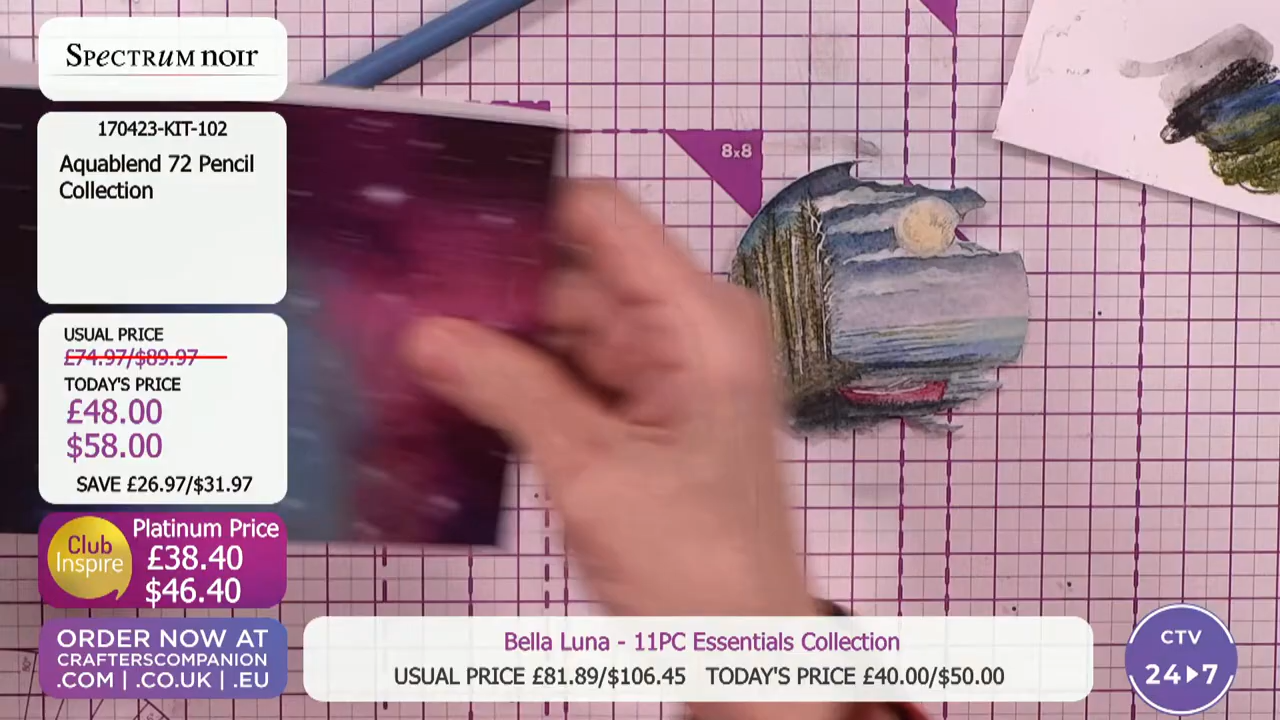 Spectrum noir
170423-KIT-102
Aquablend 72 Pencil
Collection
USUAL PRICE
£74.97/$89.97
TODAY'S PRICE
£48.00
$58.00
SAVE £26.97/$31.97
Club
Inspire
Platinum Price
£38.40
$46.40
ORDER NOW AT
CRAFTERSCOMPANION
.COM | .CO.UK | .EU
8x8
Bella Luna - 11PC Essentials Collection
USUAL PRICE £81.89/$106.45 TODAY'S PRICE £40.00/$50.00
CTV
24▶7